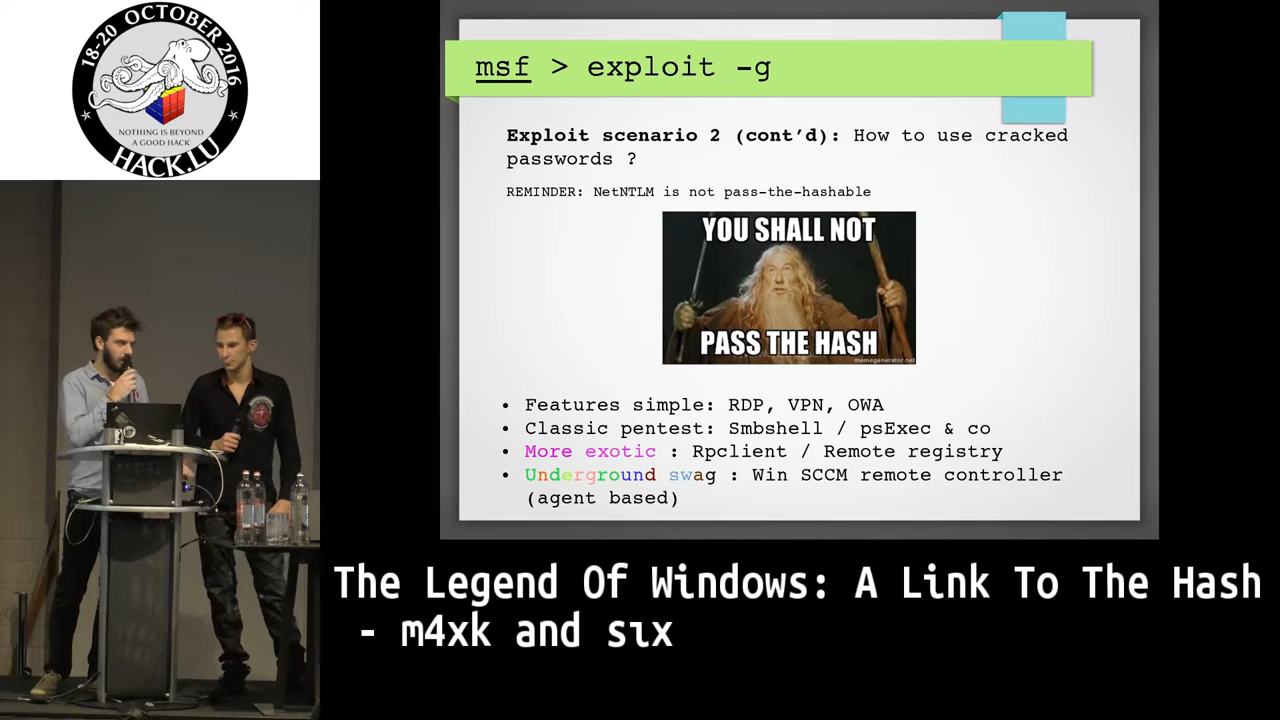 18-20 OCTOBER 2016
NOTHING IS BEYOND
A GOOD HACK
HACK.LU
msf > exploit -g
Exploit scenario 2 (cont’d): How to use cracked
passwords ?
REMINDER: NetNTLM is not pass-the-hashable
YOU SHALL NOT
PASS THE HASH
memegenerator.net
• Features simple: RDP, VPN, OWA
• Classic pentest: Smbshell / psExec & co
• More exotic : Rpclient / Remote registry
• Underground swag : Win SCCM remote controller
(agent based)
The Legend Of Windows: A Link To The Hash
- m4xk and sıx